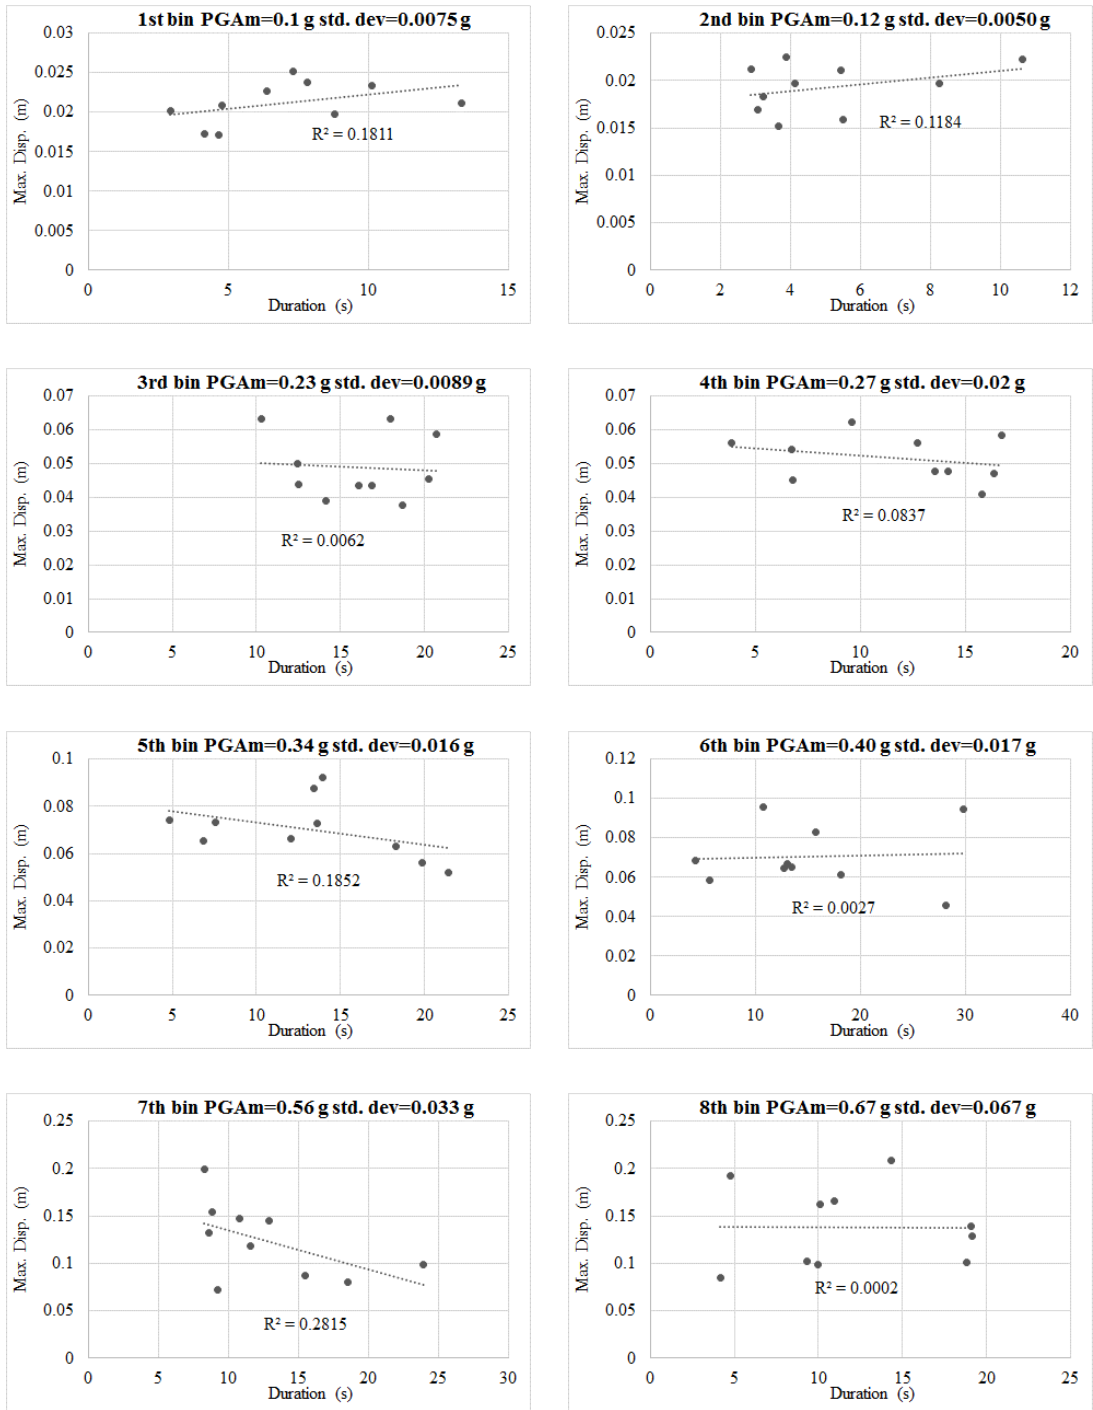 1st bin PGAm=0.1 g std. dev=0.0075 g
0.03
0.025
0.02
0.015
0.01
0.005
0
Max. Disp. (m)
R² = 0.1811
0 5 10 15
Duration (s)
2nd bin PGAm=0.12 g std. dev=0.0050 g
0.025
0.02
0.015
0.01
0.005
0
Max. Disp. (m)
R² = 0.1184
0 2 4 6 8 10 12
Duration (s)
3rd bin PGAm=0.23 g std. dev=0.0089 g
0.07
0.06
0.05
0.04
0.03
0.02
0.01
0
Max. Disp. (m)
R² = 0.0062
0 5 10 15 20 25
Duration (s)
4th bin PGAm=0.27 g std. dev=0.02 g
0.07
0.06
0.05
0.04
0.03
0.02
0.01
0
Max. Disp. (m)
R² = 0.0837
0 5 10 15 20
Duration (s)
5th bin PGAm=0.34 g std. dev=0.016 g
0.1
0.08
0.06
0.04
0.02
0
Max. Disp. (m)
R² = 0.1852
0 5 10 15 20 25
Duration (s)
6th bin PGAm=0.40 g std. dev=0.017 g
0.12
0.1
0.08
0.06
0.04
0.02
0
Max. Disp. (m)
R² = 0.0027
0 10 20 30 40
Duration (s)
7th bin PGAm=0.56 g std. dev=0.033 g
0.25
0.2
0.15
0.1
0.05
0
Max. Disp. (m)
R² = 0.2815
0 5 10 15 20 25 30
Duration (s)
8th bin PGAm=0.67 g std. dev=0.067 g
0.25
0.2
0.15
0.1
0.05
0
Max. Disp. (m)
R² = 0.0002
0 5 10 15 20 25
Duration (s)